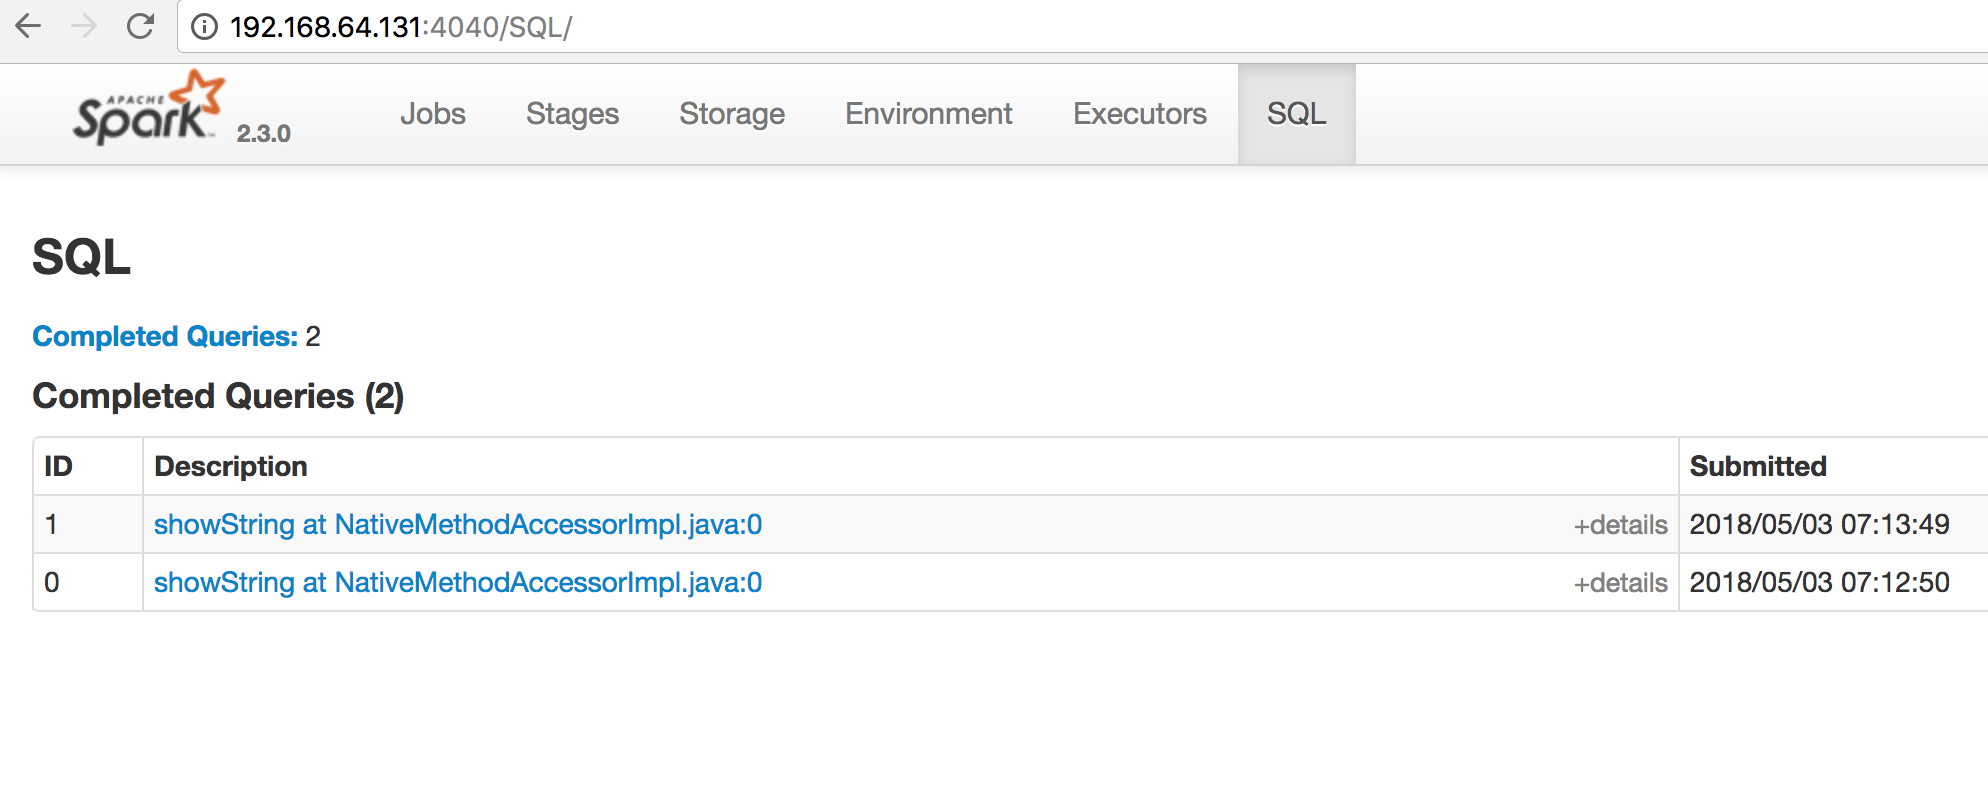 192.168.64.131:4040/SQL/
APACHE
Spark™ 2.3.0 Jobs Stages Storage Environment Executors SQL
SQL
Completed Queries: 2
Completed Queries (2)
ID Description Submitted
1 showString at NativeMethodAccessorImpl.java:0 +details 2018/05/03 07:13:49
0 showString at NativeMethodAccessorImpl.java:0 +details 2018/05/03 07:12:50